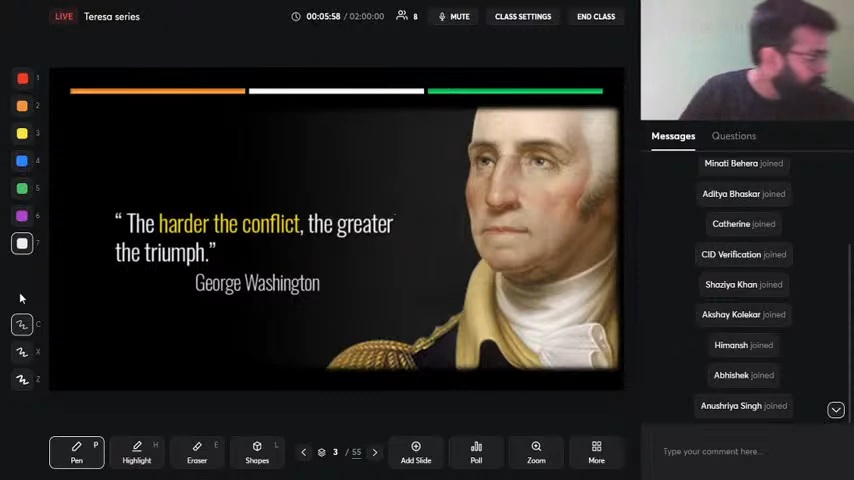 LIVE Teresa series
00:05:58 / 02:00:00
8
MUTE
CLASS SETTINGS
END CLASS
1
2
3
4
5
6
7
C
X
Z
“ The harder the conflict, the greater
the triumph.”
George Washington
Messages
Questions
Minati Behera joined
Aditya Bhaskar joined
Catherine joined
CID Verification joined
Shaziya Khan joined
Akshay Kolekar joined
Himansh joined
Abhishek joined
Anushriya Singh joined
Type your comment here...
P
Pen
H
Highlight
E
Eraser
L
Shapes
3 / 55
Add Slide
Poll
Zoom
More